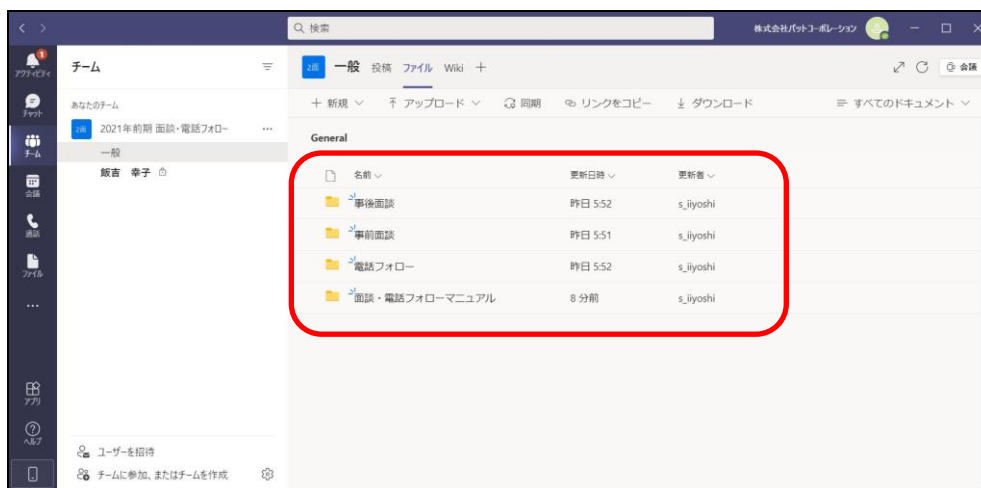 検索
株式会社パットコーポレーション
1
アクティビティ
チャット
チーム
会議
通話
ファイル
アプリ
ヘルプ
チーム
あなたのチーム
2面 2021年前期 面談・電話フォロー ...
一般
飯吉 幸子
ユーザーを招待
チームに参加、またはチームを作成
2面 一般 投稿 ファイル Wiki +
会議
+ 新規 アップロード 同期 リンクをコピー ダウンロード すべてのドキュメント
General
名前 更新日時 更新者
事後面談 昨日 5:52 s_iiyoshi
事前面談 昨日 5:51 s_iiyoshi
電話フォロー 昨日 5:52 s_iiyoshi
面談・電話フォローマニュアル 8 分前 s_iiyoshi